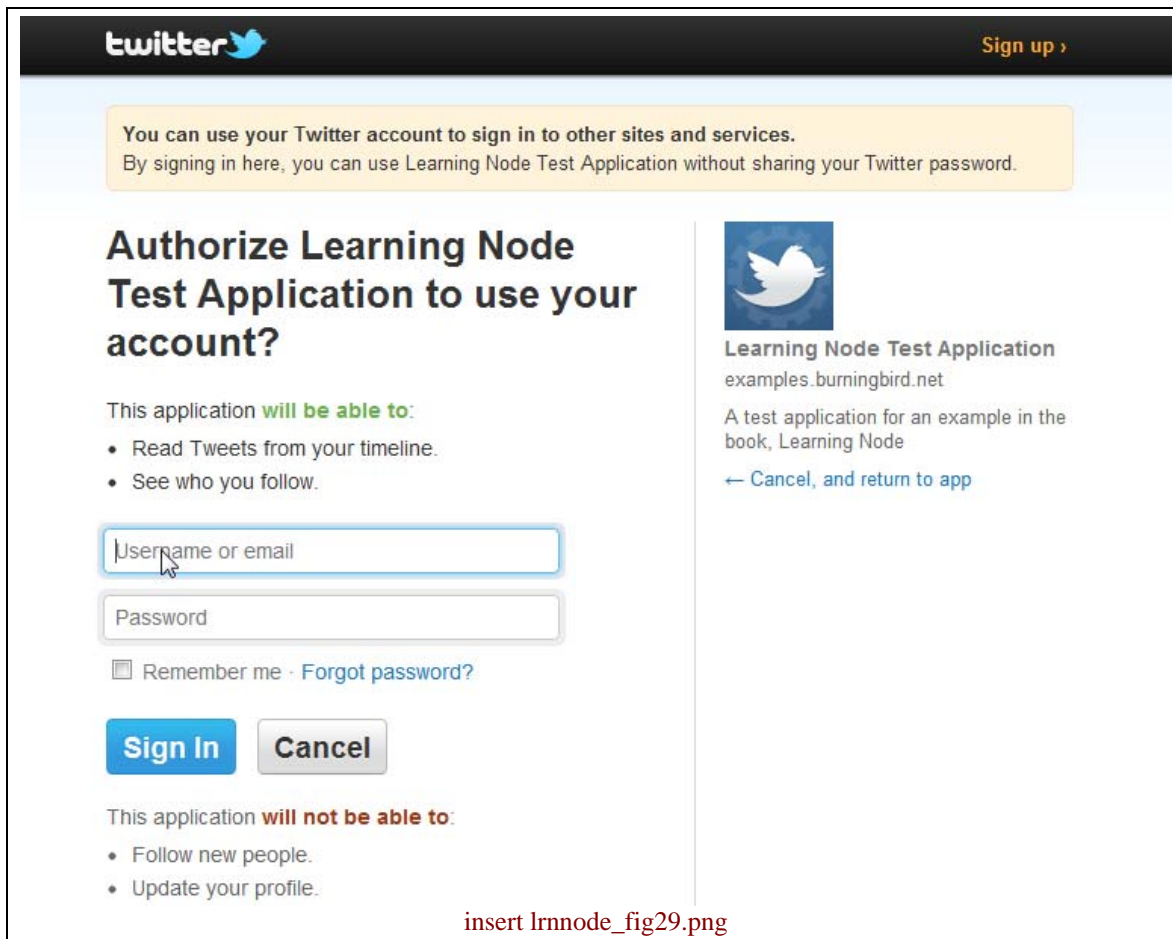 twitter
Sign up ›
You can use your Twitter account to sign in to other sites and services.
By signing in here, you can use Learning Node Test Application without sharing your Twitter password.
Authorize Learning Node
Test Application to use your
account?
This application will be able to:
• Read Tweets from your timeline.
• See who you follow.
Username or email
Password
Remember me · Forgot password?
Sign In Cancel
This application will not be able to:
• Follow new people.
• Update your profile.
Learning Node Test Application
examples.burningbird.net
A test application for an example in the
book, Learning Node
← Cancel, and return to app
insert lrnnode_fig29.png